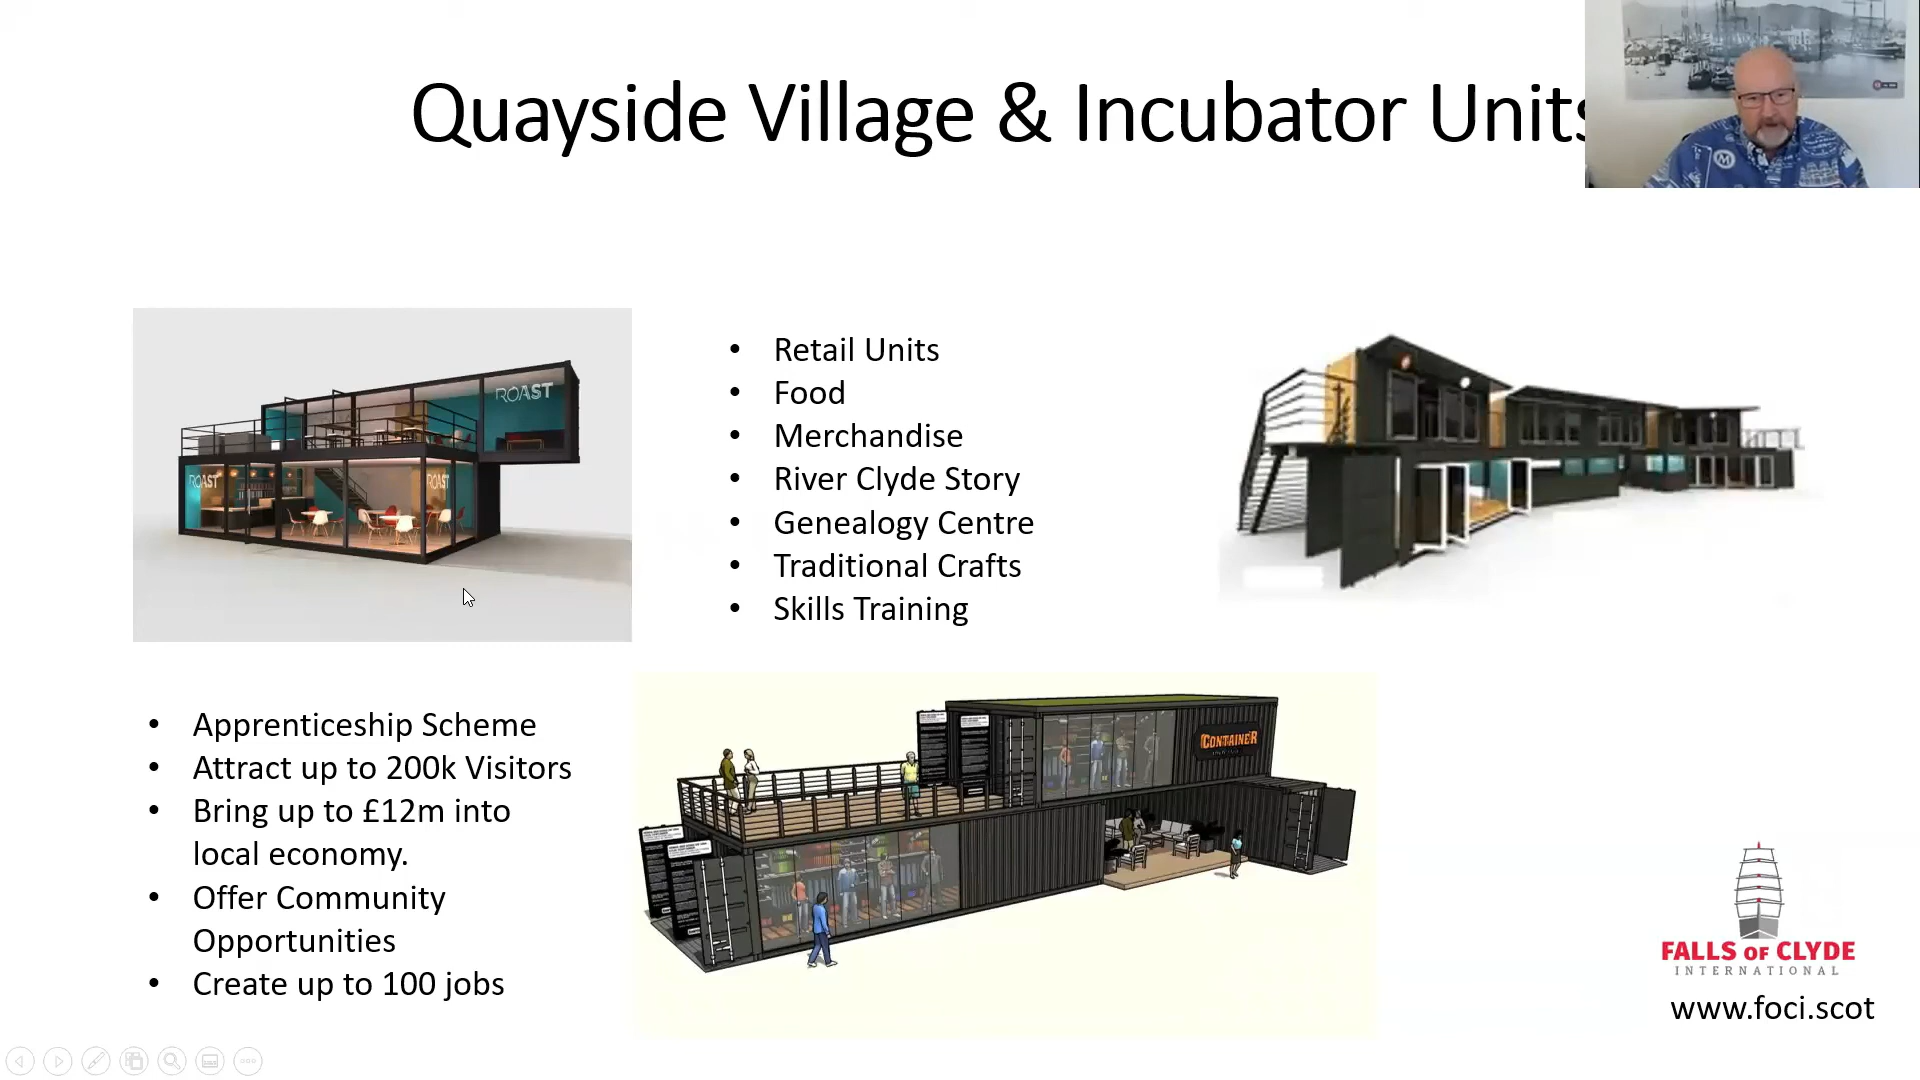 Quayside Village & Incubator Units
• Retail Units
• Food
• Merchandise
• River Clyde Story
• Genealogy Centre
• Traditional Crafts
• Skills Training
ROAST
ROAST
ROAST
• Apprenticeship Scheme
• Attract up to 200k Visitors
• Bring up to £12m into
local economy.
• Offer Community
Opportunities
• Create up to 100 jobs
CONTAINER
FALLS OF CLYDE
INTERNATIONAL
www.foci.scot